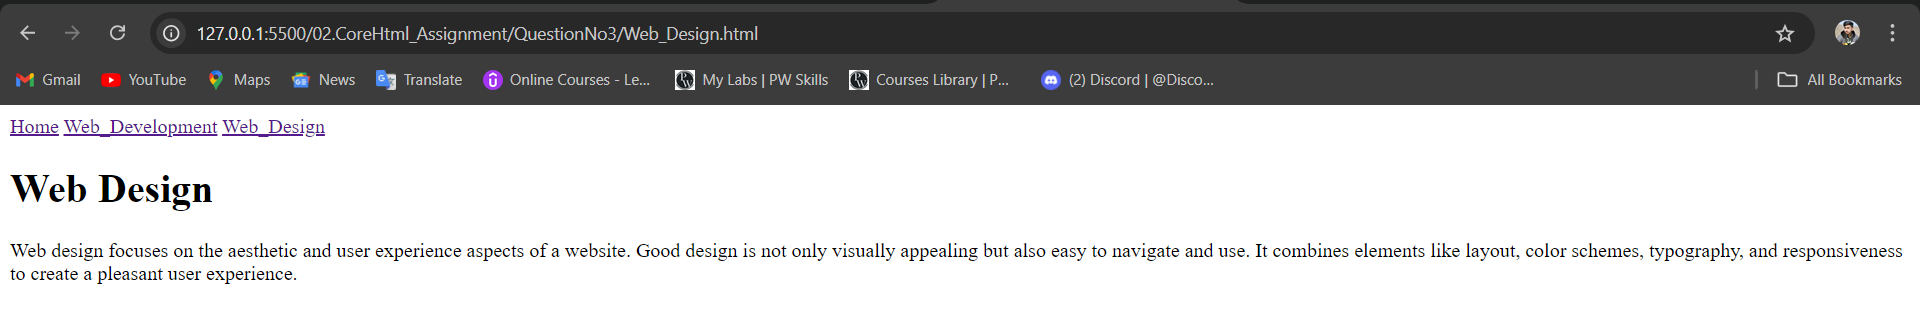 127.0.0.1:5500/02.CoreHtml_Assignment/QuestionNo3/Web_Design.html
Gmail YouTube Maps News Translate Online Courses - Le... My Labs | PW Skills Courses Library | P... (2) Discord | @Disco... All Bookmarks
Home Web_Development Web_Design
Web Design
Web design focuses on the aesthetic and user experience aspects of a website. Good design is not only visually appealing but also easy to navigate and use. It combines elements like layout, color schemes, typography, and responsiveness
to create a pleasant user experience.